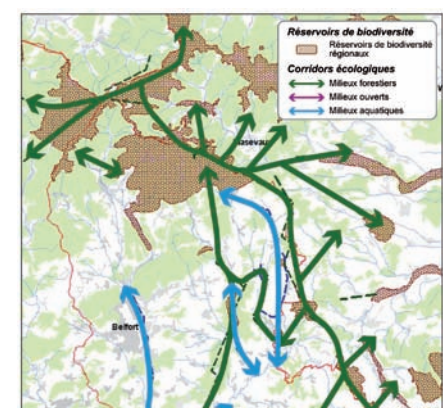 Réservoirs de biodiversité
Réservoirs de biodiversité
régionaux
Corridors écologiques
Milieux forestiers
Milieux ouverts
Milieux aquatiques
Belfort